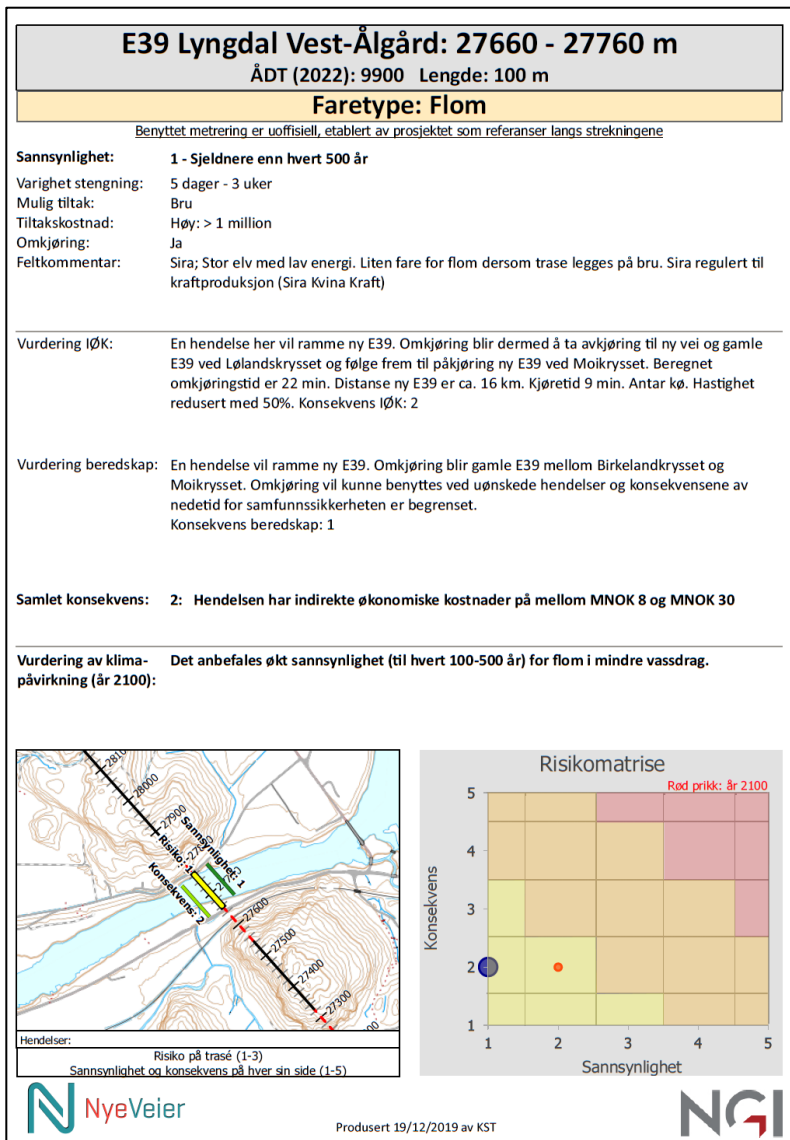 E39 Lyngdal Vest-Ålgård: 27660 - 27760 m
ÅDT (2022): 9900 Lengde: 100 m
Faretype: Flom
Benyttet metrering er uoffisiell, etablert av prosjektet som referanser langs strekningene
Sannsynlighet: 1 - Sjeldnere enn hvert 500 år
Varighet stengning: 5 dager - 3 uker
Mulig tiltak: Bru
Tiltakskostnad: Høy: > 1 million
Omkjøring: Ja
Feltkommentar: Sira; Stor elv med lav energi. Liten fare for flom dersom trase legges på bru. Sira regulert til
kraftproduksjon (Sira Kvina Kraft)
Vurdering IØK: En hendelse her vil ramme ny E39. Omkjøring blir dermed å ta avkjøring til ny vei og gamle
E39 ved Lølandskrysset og følge frem til påkjøring ny E39 ved Moikrysset. Beregnet
omkjøringstid er 22 min. Distanse ny E39 er ca. 16 km. Kjøretid 9 min. Antar kø. Hastighet
redusert med 50%. Konsekvens IØK: 2
Vurdering beredskap: En hendelse vil ramme ny E39. Omkjøring blir gamle E39 mellom Birkelandkrysset og
Moikrysset. Omkjøring vil kunne benyttes ved uønskede hendelser og konsekvensene av
nedetid for samfunnssikkerheten er begrenset.
Konsekvens beredskap: 1
Samlet konsekvens: 2: Hendelsen har indirekte økonomiske kostnader på mellom MNOK 8 og MNOK 30
Vurdering av klima- Det anbefales økt sannsynlighet (til hvert 100-500 år) for flom i mindre vassdrag.
påvirkning (år 2100):
28000
27900
Sannsynlighet: 1
Risiko: 1
Konsekvens: 2
27600
27500
27400
27300
Hendelser:
Risiko på trasé (1-3)
Sannsynlighet og konsekvens på hver sin side (1-5)
Risikomatrise
Rød prikk: år 2100
5
4
3
2
1
Konsekvens
1 2 3 4 5
Sannsynlighet
NyeVeier
Produsert 19/12/2019 av KST
NGI